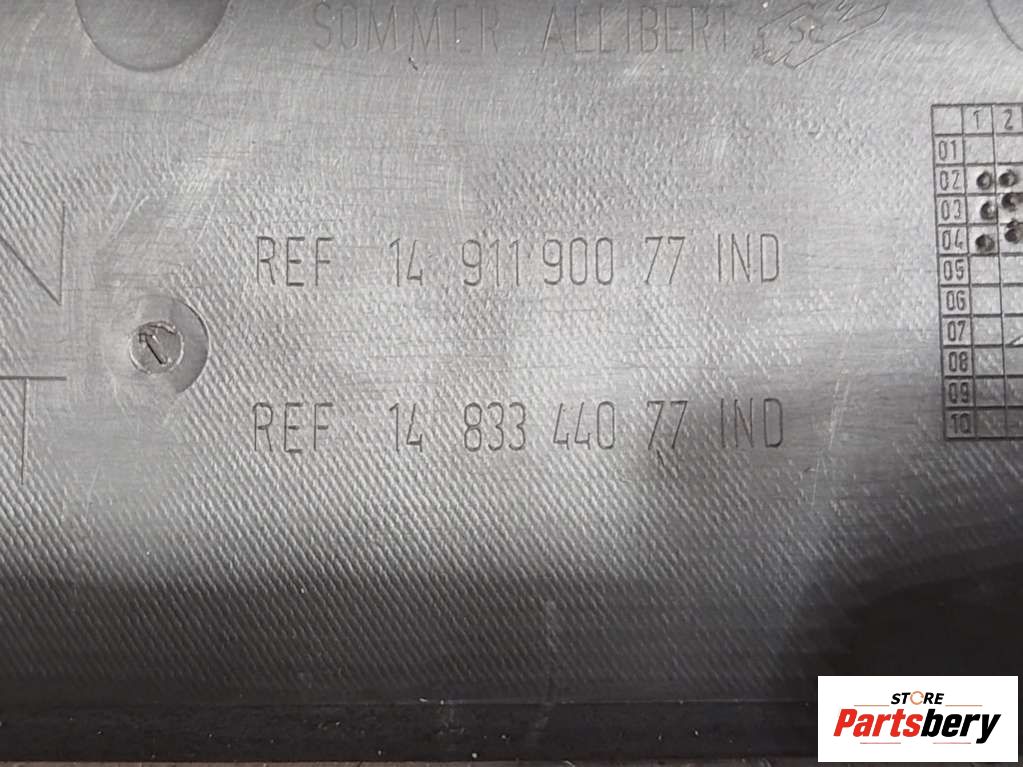 SOMMER ALLIBERT
1 2
01
02
03
04
05
06
07
08
09
10
N
REF 14 911 900 77 IND
T
REF 14 833 440 77 IND
STORE
Partsbery